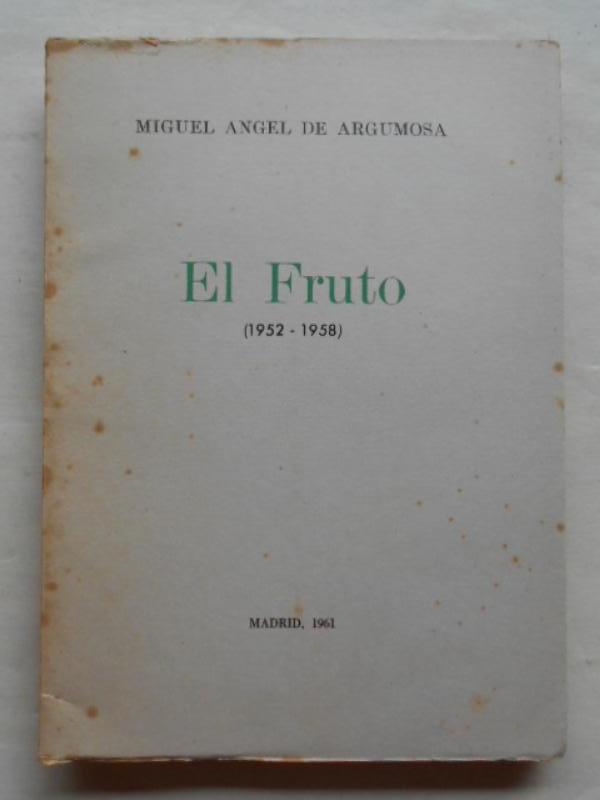 MIGUEL ANGEL DE ARGUMOSA
El Fruto
(1952 - 1958)
MADRID, 1961